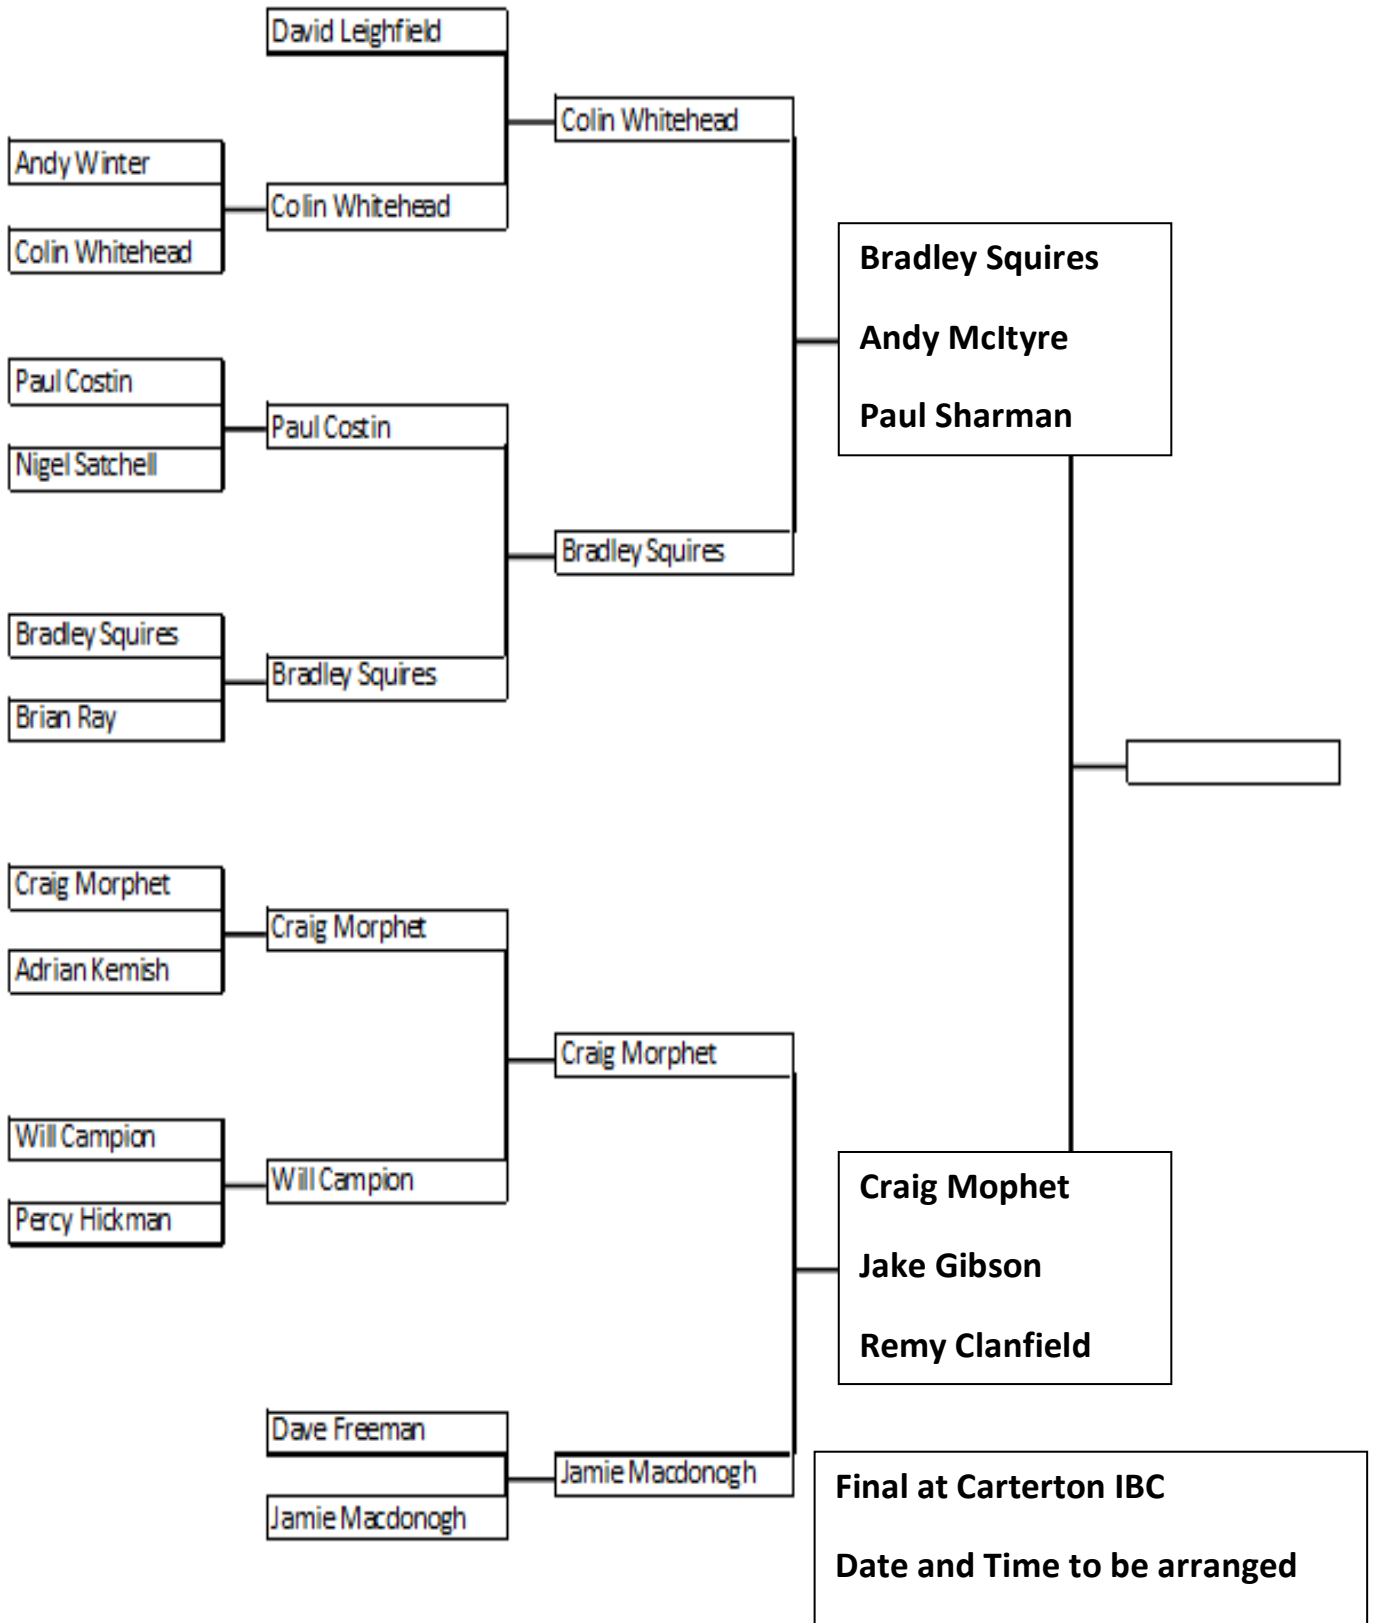 David Leighfield
Colin Whitehead
Andy Winter
Colin Whitehead
Colin Whitehead
Bradley Squires
Andy McItyre
Paul Sharman
Paul Costin
Paul Costin
Nigel Satchell
Bradley Squires
Bradley Squires
Bradley Squires
Brian Ray
Craig Morphet
Craig Morphet
Adrian Kemish
Craig Morphet
Will Campion
Will Campion
Percy Hickman
Craig Mophet
Jake Gibson
Remy Clanfield
Dave Freeman
Jamie Macdonogh
Jamie Macdonogh
Final at Carterton IBC
Date and Time to be arranged